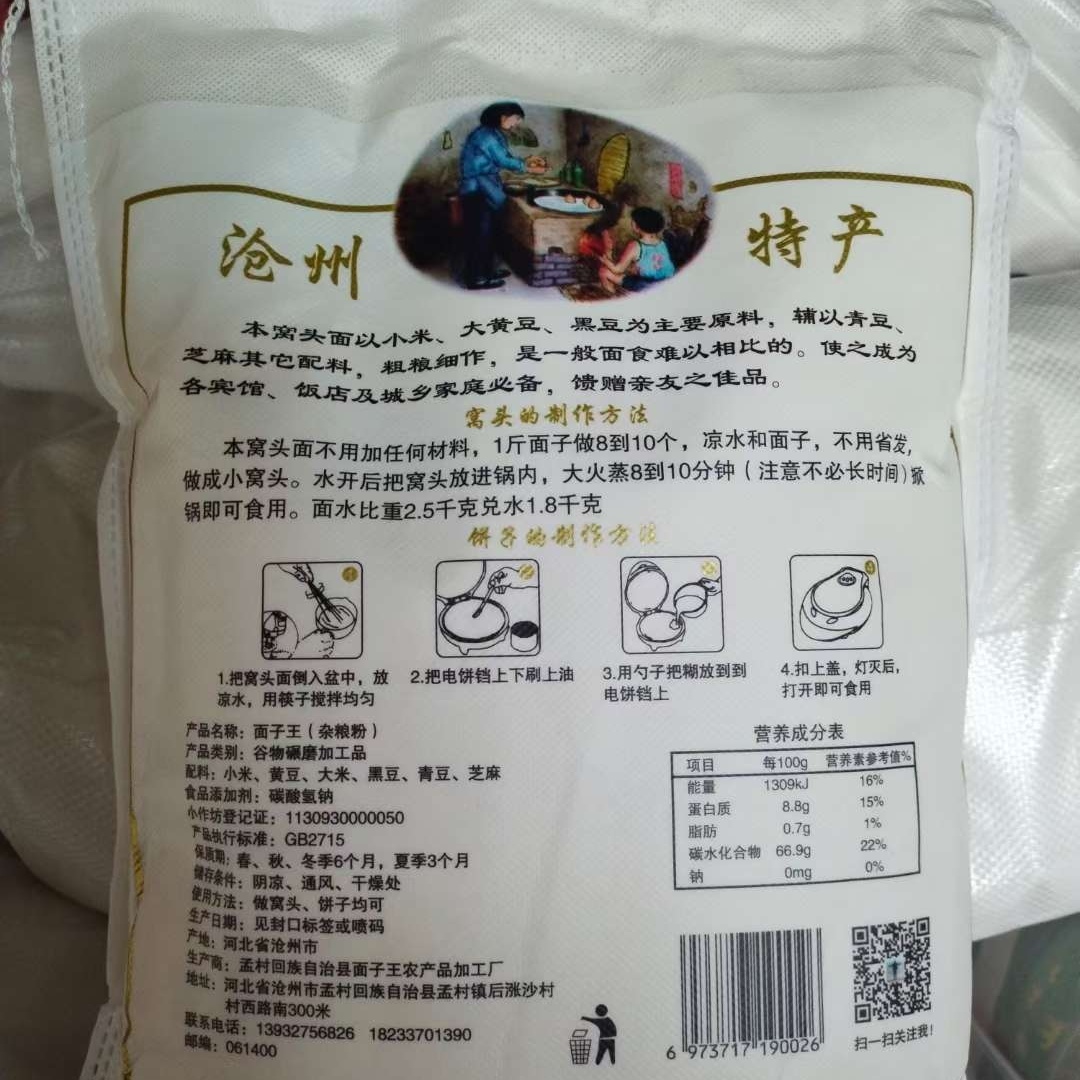 沧州 特产
本窝头面以小米、大黄豆、黑豆为主要原料，辅以青豆、
芝麻其它配料，粗粮细作，是一般面食难以相比的。使之成为
各宾馆、饭店及城乡家庭必备，馈赠亲友之佳品。
窝头的制作方法
本窝头面不用加任何材料，1斤面子做8到10个，凉水和面子，不用省发，
做成小窝头。水开后把窝头放进锅内，大火蒸8到10分钟（注意不必长时间）掀
锅即可食用。面水比重2.5千克兑水1.8千克
饼子的制作方法
1.把窝头面倒入盆中，放
凉水，用筷子搅拌均匀
2.把电饼铛上下刷上油
3.用勺子把糊放到到
电饼铛上
4.扣上盖，灯灭后，
打开即可食用
产品名称：面子王（杂粮粉）
产品类别：谷物碾磨加工品
配料：小米、黄豆、大米、黑豆、青豆、芝麻
食品添加剂：碳酸氢钠
小作坊登记证：1130930000050
产品执行标准：GB2715
保质期：春、秋、冬季6个月，夏季3个月
储存条件：阴凉、通风、干燥处
使用方法：做窝头、饼子均可
生产日期：见封口标签或喷码
产地：河北省沧州市
生产商：孟村回族自治县面子王农产品加工厂
地址：河北省沧州市孟村回族自治县孟村镇后涨沙村
村西路南300米
联系电话：13932756826 18233701390
邮编：061400
营养成分表
项目 每100g 营养素参考值%
能量 1309kJ 16%
蛋白质 8.8g 15%
脂肪 0.7g 1%
碳水化合物 66.9g 22%
钠 0mg 0%
6 973717 190026
扫一扫关注我！